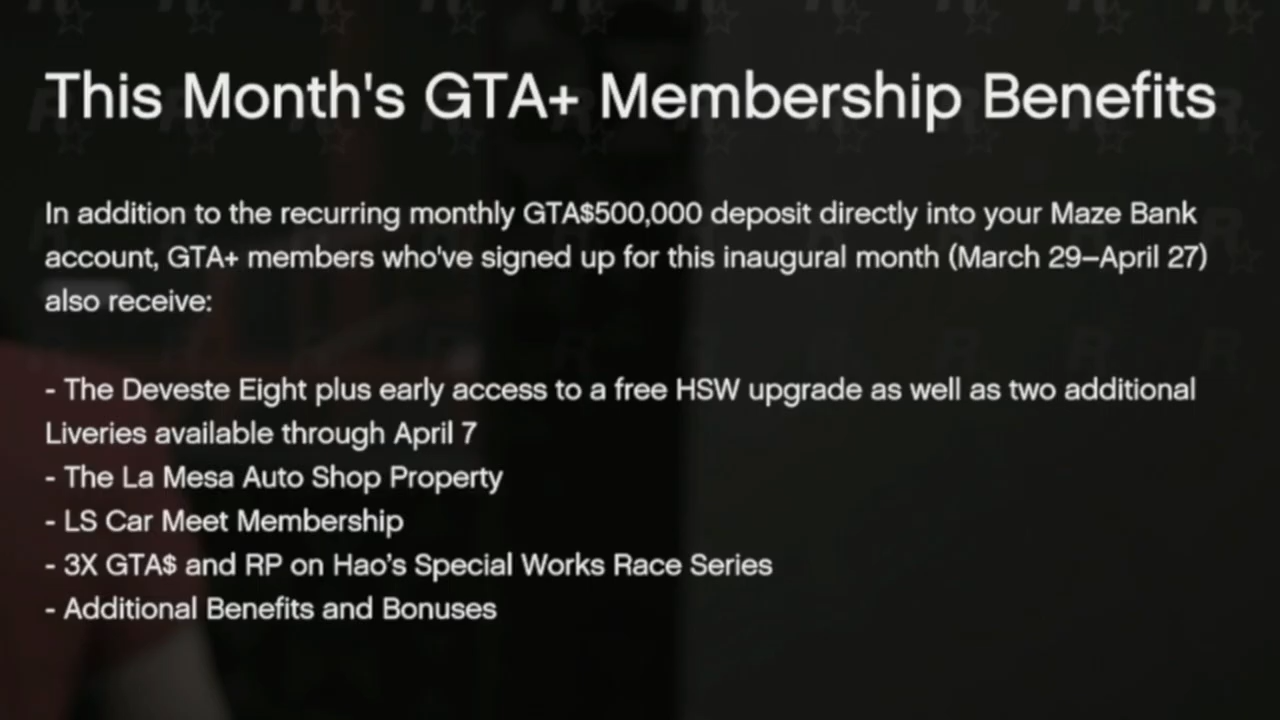 This Month's GTA+ Membership Benefits
In addition to the recurring monthly GTA$500,000 deposit directly into your Maze Bank
account, GTA+ members who've signed up for this inaugural month (March 29–April 27)
also receive:
- The Deveste Eight plus early access to a free HSW upgrade as well as two additional
Liveries available through April 7
- The La Mesa Auto Shop Property
- LS Car Meet Membership
- 3X GTA$ and RP on Hao’s Special Works Race Series
- Additional Benefits and Bonuses